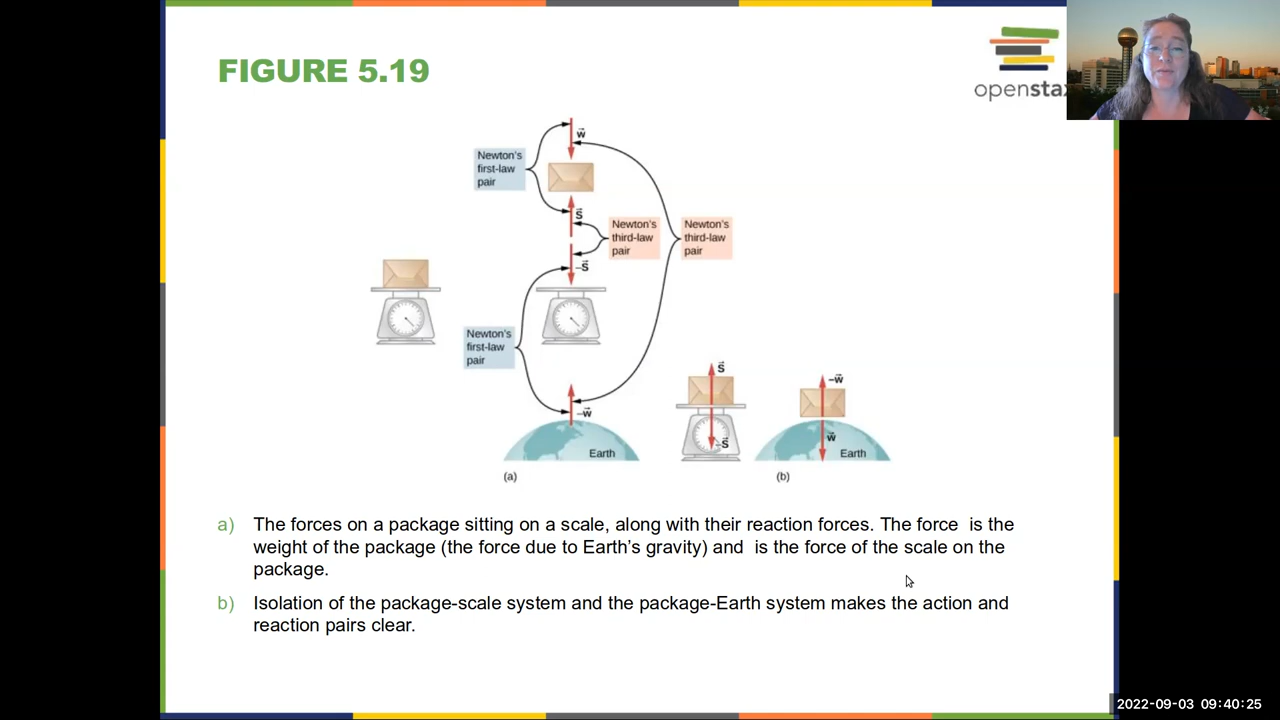 FIGURE 5.19
openstax
w
Newton's
first-law
pair
S
Newton's
third-law
pair
Newton's
third-law
pair
–S
Newton's
first-law
pair
–w
Earth
(a)
S
–S
–w
w
Earth
(b)
a) The forces on a package sitting on a scale, along with their reaction forces. The force is the
weight of the package (the force due to Earth's gravity) and is the force of the scale on the
package.
b) Isolation of the package-scale system and the package-Earth system makes the action and
reaction pairs clear.
2022-09-03 09:40:25